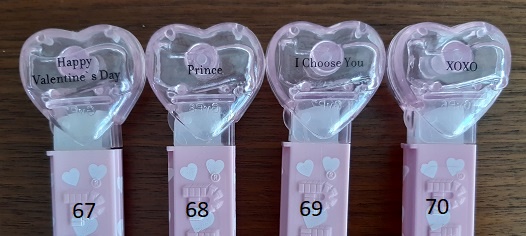 Happy
Valentine's Day
Prince
I Choose You
XOXO
67
68
69
70